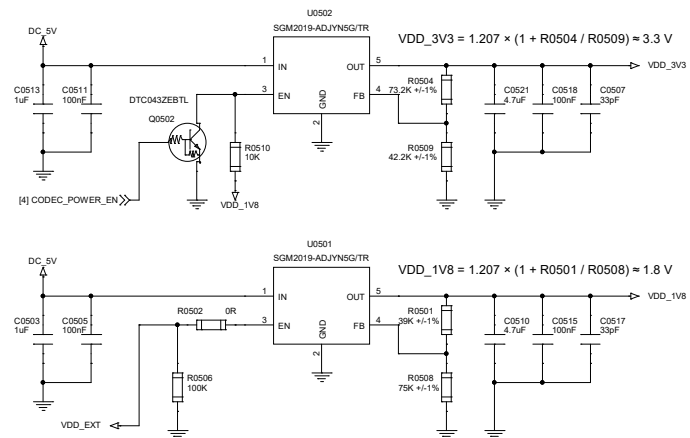 U0502
SGM2019-ADJYN5G/TR
VDD_3V3 = 1.207 × (1 + R0504 / R0509) ≈ 3.3 V
DC_5V
1 IN OUT 5
VDD_3V3
3 EN FB 4
GND
2
C0513
1uF
C0511
100nF
DTC043ZEBTL
Q0502
R0510
10K
VDD_1V8
[4] CODEC_POWER_EN
R0504
73.2K +/-1%
R0509
42.2K +/-1%
C0521
4.7uF
C0518
100nF
C0507
33pF
U0501
SGM2019-ADJYN5G/TR
VDD_1V8 = 1.207 × (1 + R0501 / R0508) ≈ 1.8 V
DC_5V
1 IN OUT 5
VDD_1V8
R0502 0R
3 EN FB 4
GND
2
C0503
1uF
C0505
100nF
R0506
100K
VDD_EXT
R0501
39K +/-1%
R0508
75K +/-1%
C0510
4.7uF
C0515
100nF
C0517
33pF